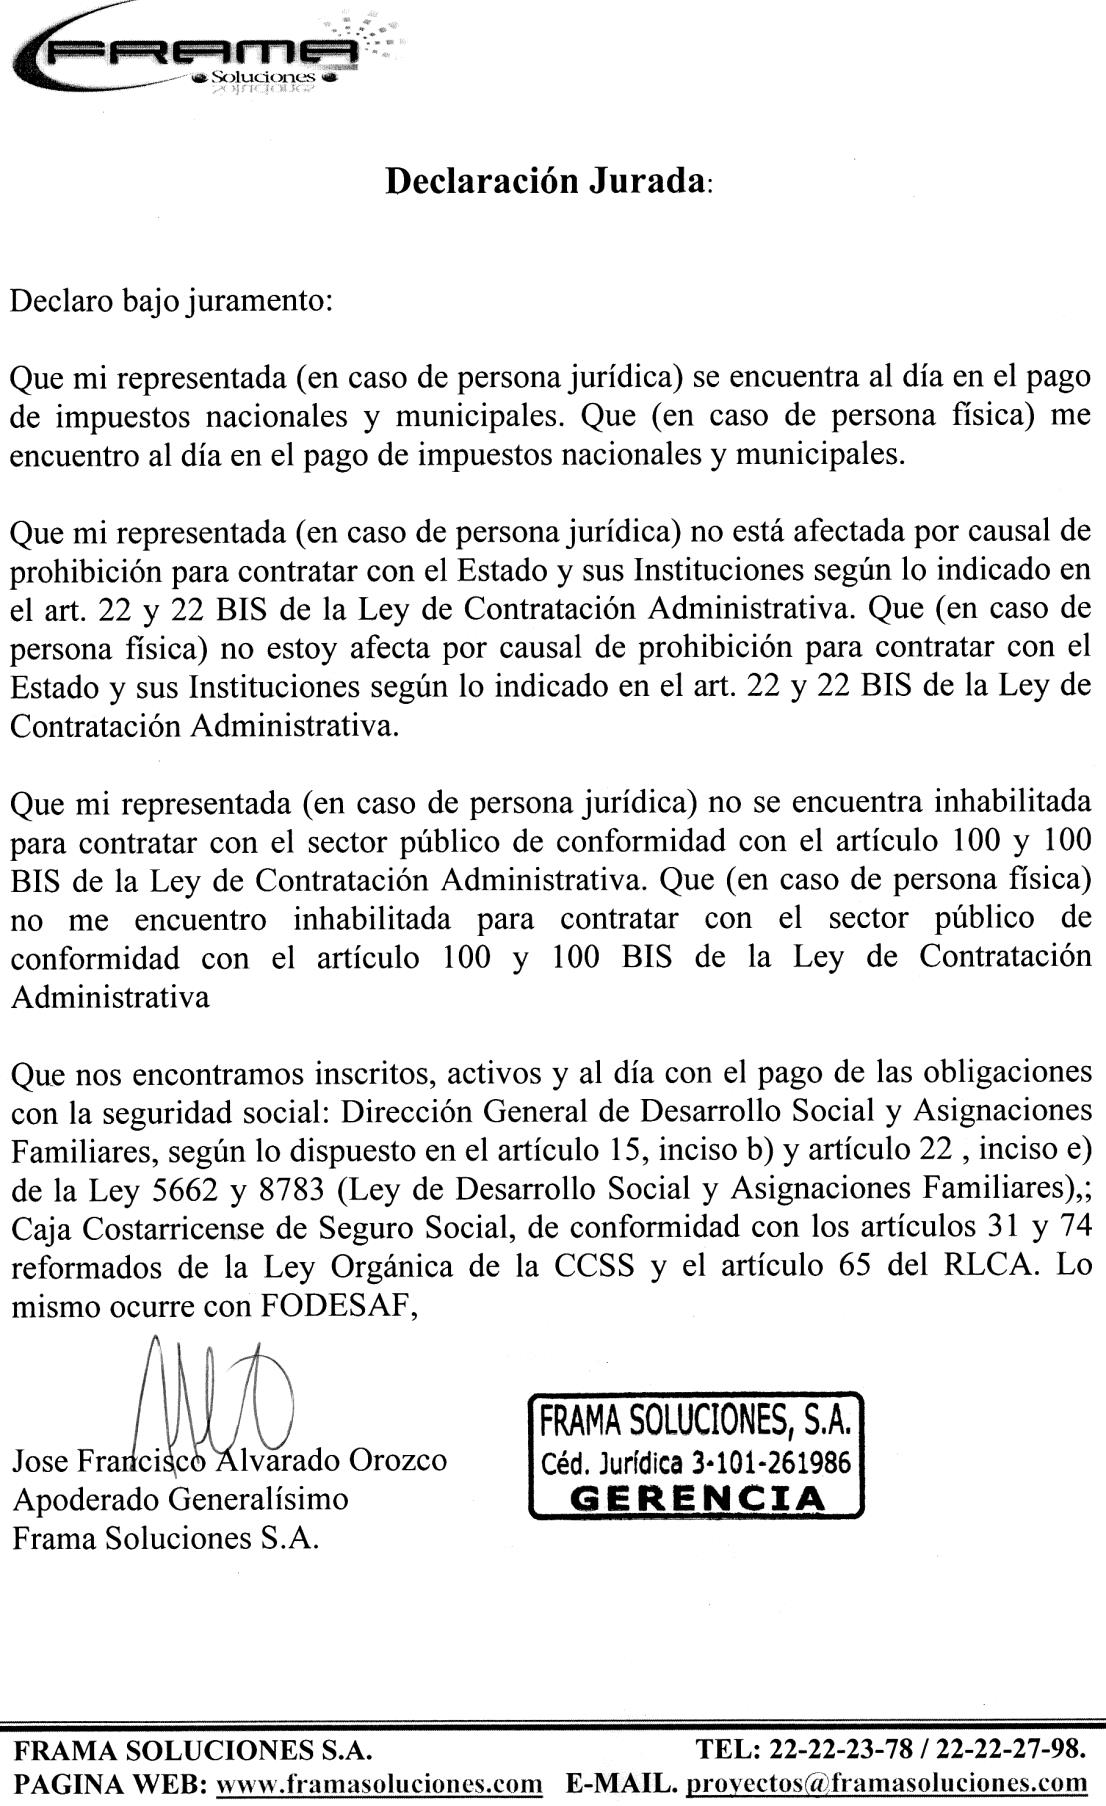 FRAMA
Soluciones
Declaración Jurada:
Declaro bajo juramento:
Que mi representada (en caso de persona jurídica) se encuentra al día en el pago
de impuestos nacionales y municipales. Que (en caso de persona física) me
encuentro al día en el pago de impuestos nacionales y municipales.
Que mi representada (en caso de persona jurídica) no está afectada por causal de
prohibición para contratar con el Estado y sus Instituciones según lo indicado en
el art. 22 y 22 BIS de la Ley de Contratación Administrativa. Que (en caso de
persona física) no estoy afecta por causal de prohibición para contratar con el
Estado y sus Instituciones según lo indicado en el art. 22 y 22 BIS de la Ley de
Contratación Administrativa.
Que mi representada (en caso de persona jurídica) no se encuentra inhabilitada
para contratar con el sector público de conformidad con el artículo 100 y 100
BIS de la Ley de Contratación Administrativa. Que (en caso de persona física)
no me encuentro inhabilitada para contratar con el sector público de
conformidad con el artículo 100 y 100 BIS de la Ley de Contratación
Administrativa
Que nos encontramos inscritos, activos y al día con el pago de las obligaciones
con la seguridad social: Dirección General de Desarrollo Social y Asignaciones
Familiares, según lo dispuesto en el artículo 15, inciso b) y artículo 22 , inciso e)
de la Ley 5662 y 8783 (Ley de Desarrollo Social y Asignaciones Familiares),;
Caja Costarricense de Seguro Social, de conformidad con los artículos 31 y 74
reformados de la Ley Orgánica de la CCSS y el artículo 65 del RLCA. Lo
mismo ocurre con FODESAF,
Jose Francisco Alvarado Orozco
Apoderado Generalísimo
Frama Soluciones S.A.
FRAMA SOLUCIONES, S.A.
Céd. Jurídica 3-101-261986
GERENCIA
FRAMA SOLUCIONES S.A. TEL: 22-22-23-78 / 22-22-27-98.
PAGINA WEB: www.framasoluciones.com E-MAIL. proyectos@framasoluciones.com